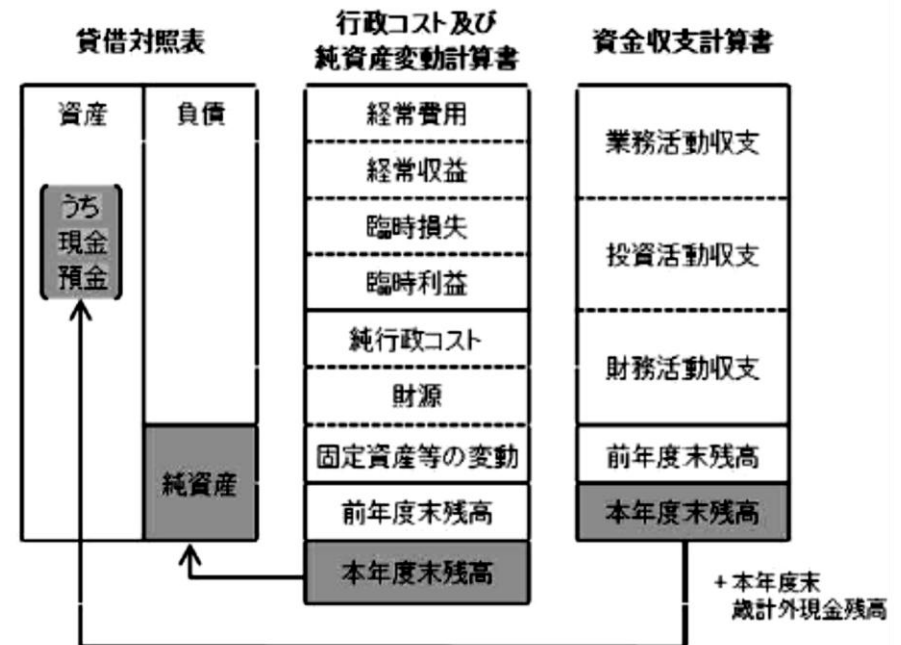 貸借対照表
資産
負債
うち
現金
預金
純資産
行政コスト及び
純資産変動計算書
経常費用
経常収益
臨時損失
臨時利益
純行政コスト
財源
固定資産等の変動
前年度末残高
本年度末残高
資金収支計算書
業務活動収支
投資活動収支
財務活動収支
前年度末残高
本年度末残高
+本年度末
歳計外現金残高